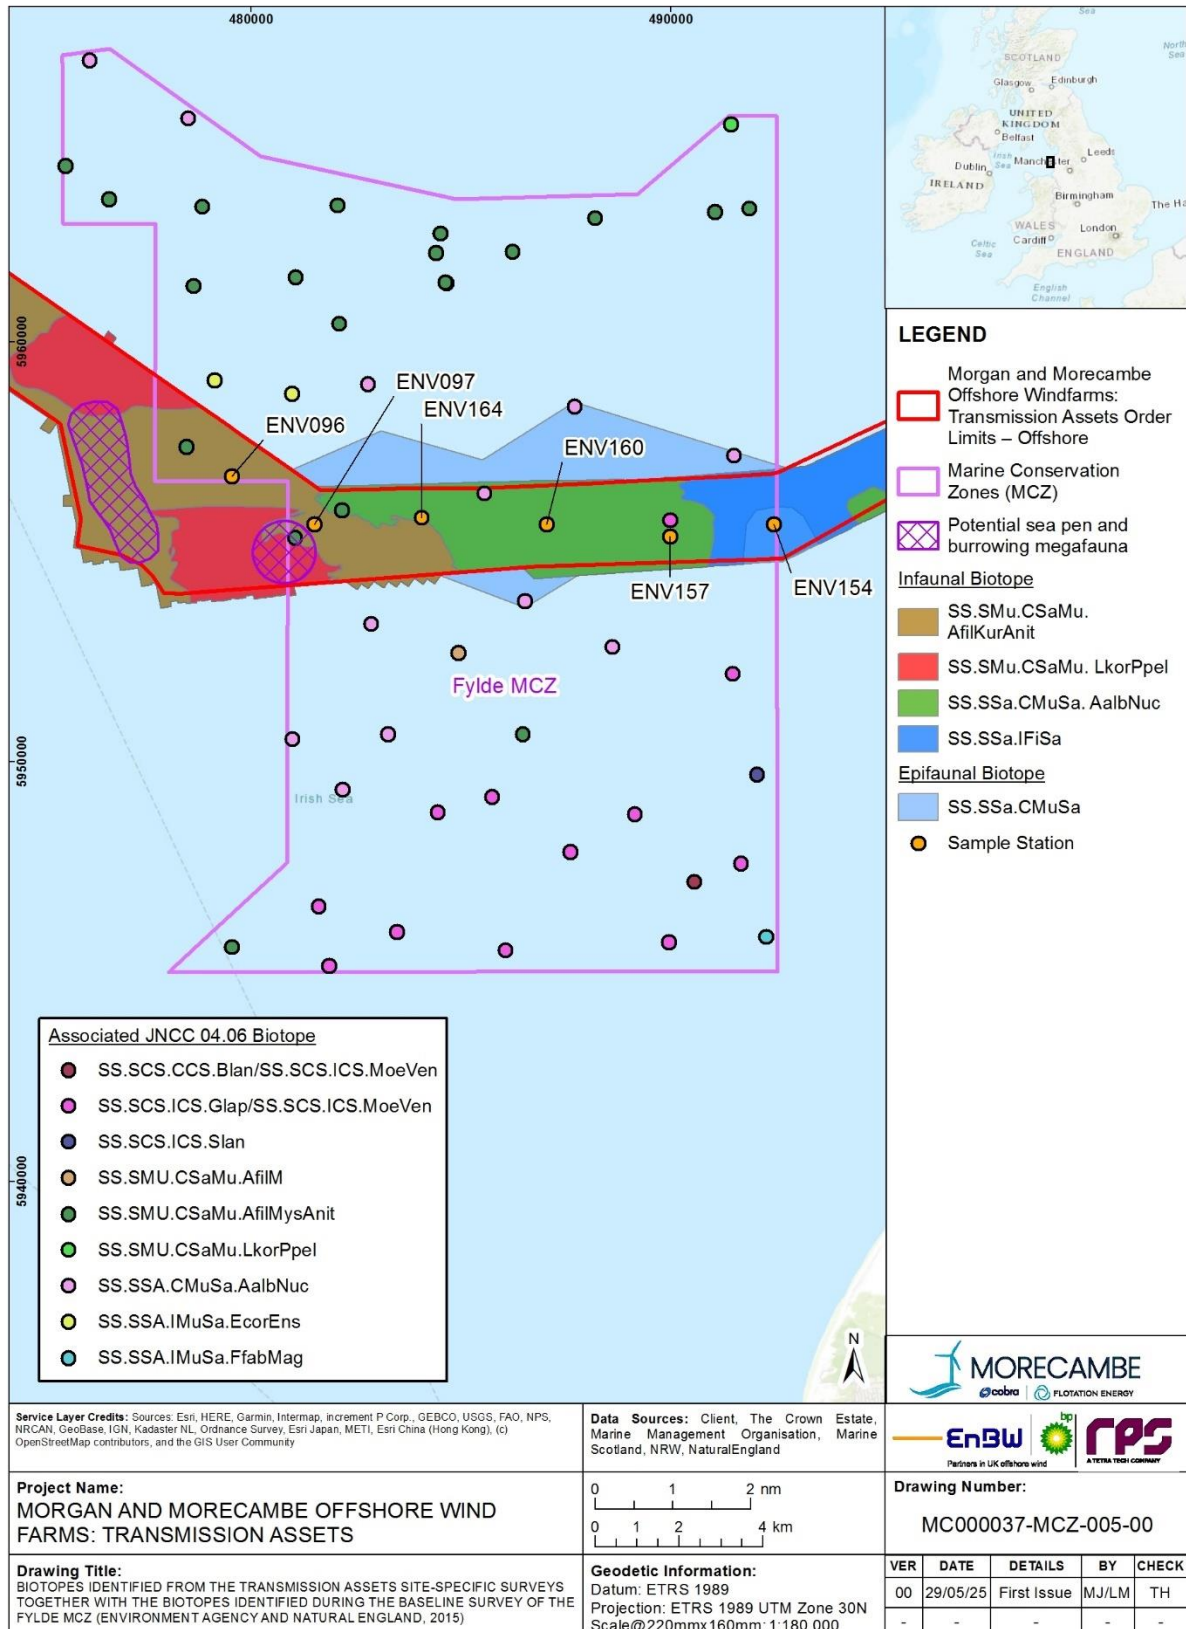 480000
490000
5960000
5950000
5940000
ENV096
ENV097
ENV164
ENV160
ENV157
ENV154
Fylde MCZ
Irish Sea
Associated JNCC 04.06 Biotope
SS.SCS.CCS.Blan/SS.SCS.ICS.MoeVen
SS.SCS.ICS.Glap/SS.SCS.ICS.MoeVen
SS.SCS.ICS.Slan
SS.SMU.CSaMu.AfilM
SS.SMU.CSaMu.AfilMysAnit
SS.SMU.CSaMu.LkorPpel
SS.SSA.CMuSa.AalbNuc
SS.SSA.IMuSa.EcorEns
SS.SSA.IMuSa.FfabMag
N
Sea
North
Sea
SCOTLAND
Glasgow
Edinburgh
UNITED
KINGDOM
Belfast
Irish
Sea
Manchester
Leeds
Dublin
IRELAND
Birmingham
The Ha
WALES
Cardiff
London
ENGLAND
Celtic
Sea
English
Channel
LEGEND
Morgan and Morecambe
Offshore Windfarms:
Transmission Assets Order
Limits – Offshore
Marine Conservation
Zones (MCZ)
Potential sea pen and
burrowing megafauna
Infaunal Biotope
SS.SMu.CSaMu.
AfilKurAnit
SS.SMu.CSaMu. LkorPpel
SS.SSa.CMuSa. AalbNuc
SS.SSa.IFiSa
Epifaunal Biotope
SS.SSa.CMuSa
Sample Station
MORECAMBE
cobra
FLOTATION ENERGY
Service Layer Credits: Sources: Esri, HERE, Garmin, Intermap, increment P Corp., GEBCO, USGS, FAO, NPS,
NRCAN, GeoBase, IGN, Kadaster NL, Ordnance Survey, Esri Japan, METI, Esri China (Hong Kong), (c)
OpenStreetMap contributors, and the GIS User Community
Data Sources: Client, The Crown Estate,
Marine Management Organisation, Marine
Scotland, NRW, NaturalEngland
EnBW
Partners in UK offshore wind
bp
rps
A TETRA TECH COMPANY
Project Name:
MORGAN AND MORECAMBE OFFSHORE WIND
FARMS: TRANSMISSION ASSETS
0 1 2 nm
0 1 2 4 km
Drawing Number:
MC000037-MCZ-005-00
Drawing Title:
BIOTOPES IDENTIFIED FROM THE TRANSMISSION ASSETS SITE-SPECIFIC SURVEYS
TOGETHER WITH THE BIOTOPES IDENTIFIED DURING THE BASELINE SURVEY OF THE
FYLDE MCZ (ENVIRONMENT AGENCY AND NATURAL ENGLAND, 2015)
Geodetic Information:
Datum: ETRS 1989
Projection: ETRS 1989 UTM Zone 30N
Scale@220mmx160mm: 1:180,000
VER DATE DETAILS BY CHECK
00 29/05/25 First Issue MJ/LM TH
- - - - -